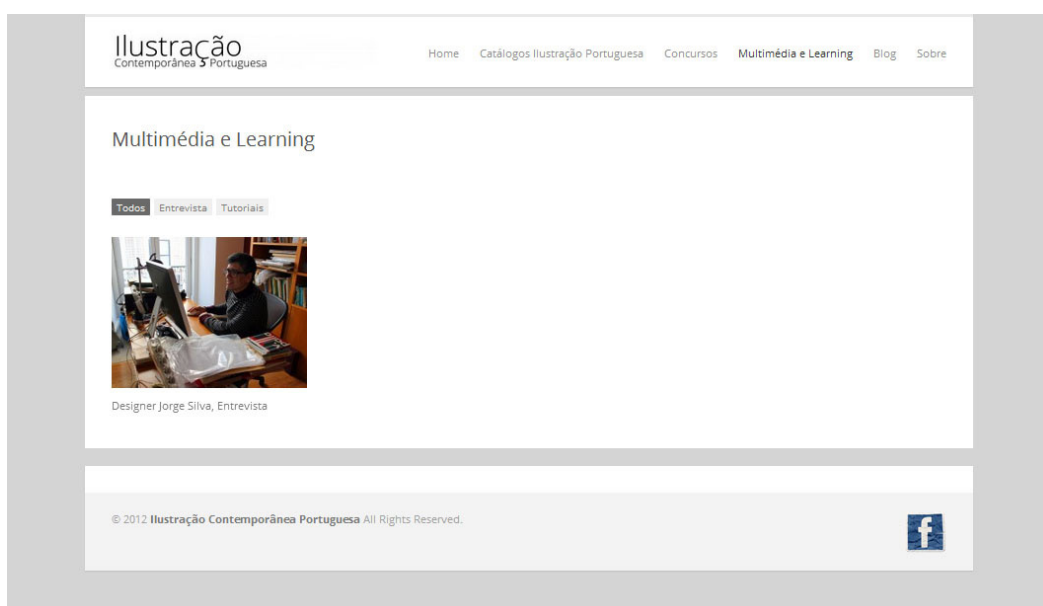 Ilustração
Contemporânea Portuguesa
Home Catálogos Ilustração Portuguesa Concursos Multimédia e Learning Blog Sobre
Multimédia e Learning
Todos Entrevista Tutoriais
Designer Jorge Silva, Entrevista
© 2012 Ilustração Contemporânea Portuguesa All Rights Reserved.
f